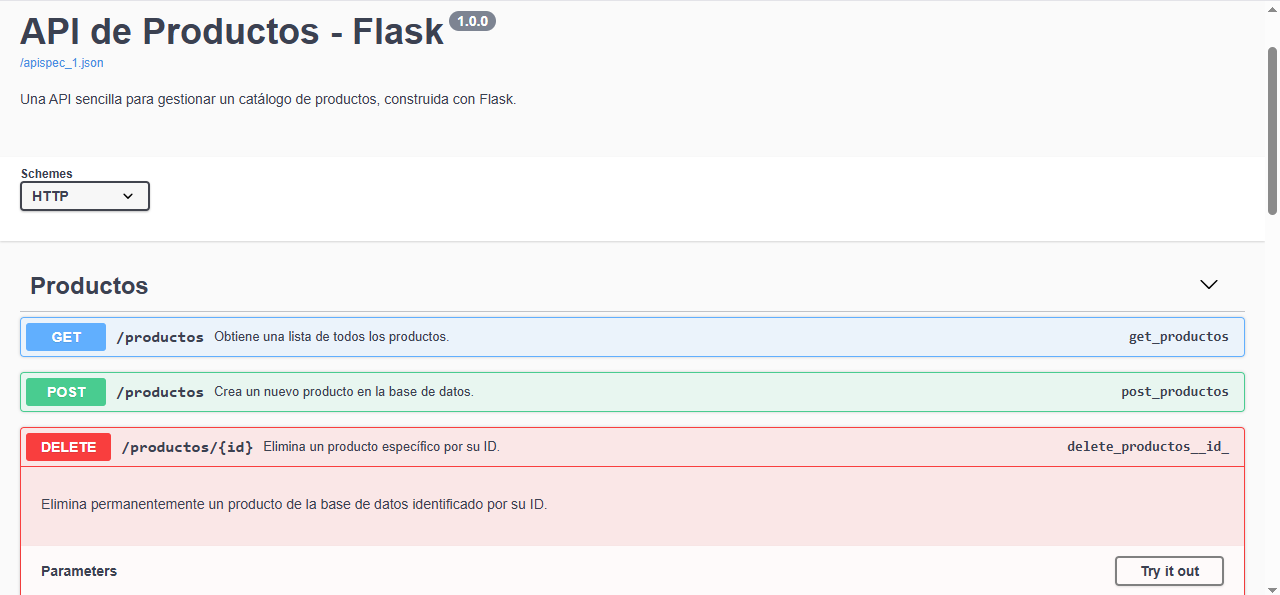 API de Productos - Flask 1.0.0
/apispec_1.json
Una API sencilla para gestionar un catálogo de productos, construida con Flask.
Schemes
HTTP
Productos
GET /productos Obtiene una lista de todos los productos. get_productos
POST /productos Crea un nuevo producto en la base de datos. post_productos
DELETE /productos/{id} Elimina un producto específico por su ID. delete_productos__id_
Elimina permanentemente un producto de la base de datos identificado por su ID.
Parameters Try it out